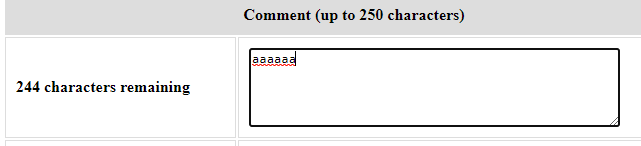 Comment (up to 250 characters)
244 characters remaining
aaaaaa